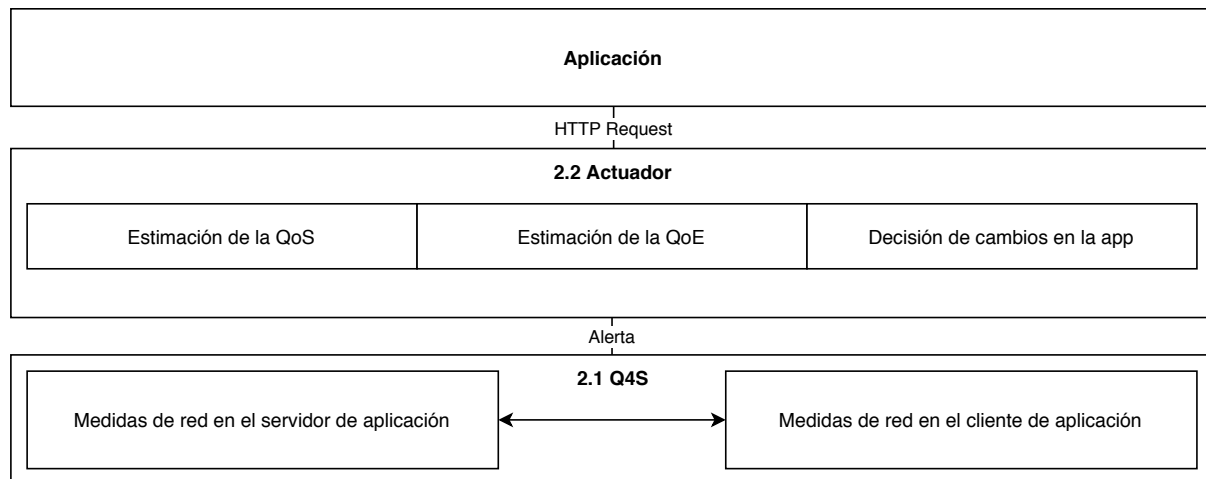 Aplicación
HTTP Request
2.2 Actuador
Estimación de la QoS
Estimación de la QoE
Decisión de cambios en la app
Alerta
2.1 Q4S
Medidas de red en el servidor de aplicación
Medidas de red en el cliente de aplicación